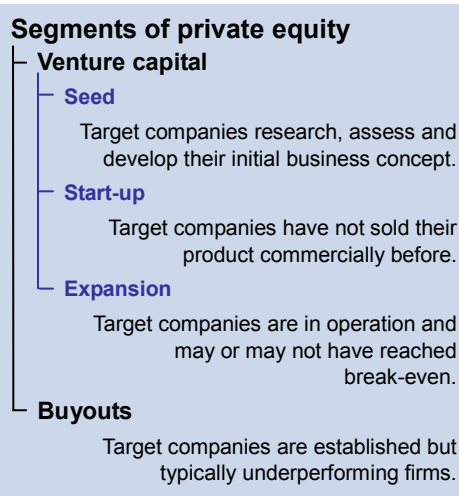 Segments of private equity
Venture capital
Seed
Target companies research, assess and
develop their initial business concept.
Start-up
Target companies have not sold their
product commercially before.
Expansion
Target companies are in operation and
may or may not have reached
break-even.
Buyouts
Target companies are established but
typically underperforming firms.